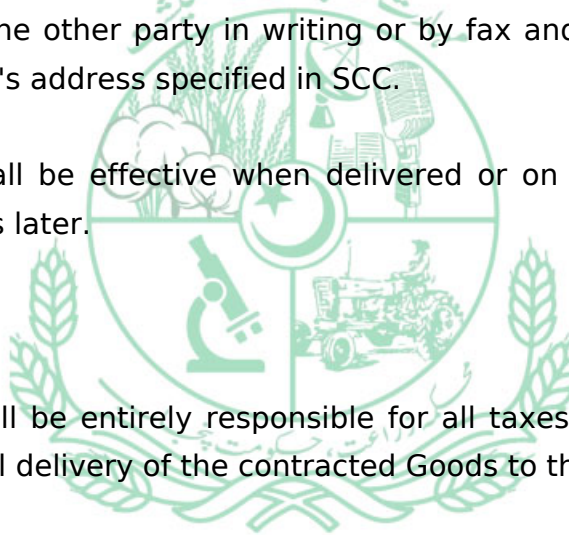 he other party in writing or by fax and
's address specified in SCC.
all be effective when delivered or on
s later.
ll be entirely responsible for all taxes
l delivery of the contracted Goods to th